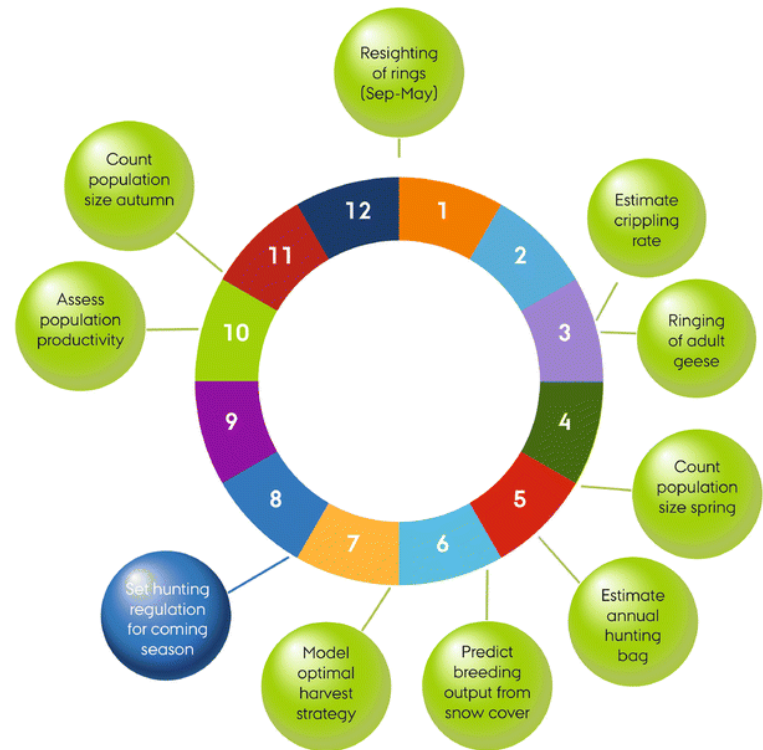 Resighting
of rings
(Sep-May)
Count
population
size autumn
Estimate
crippling
rate
12
1
11
2
Assess
population
productivity
10
3
Ringing
of adult
geese
9
4
Count
population
size spring
8
5
7
6
Set hunting
regulation
for coming
season
Estimate
annual
hunting
bag
Model
optimal
harvest
strategy
Predict
breeding
output from
snow cover